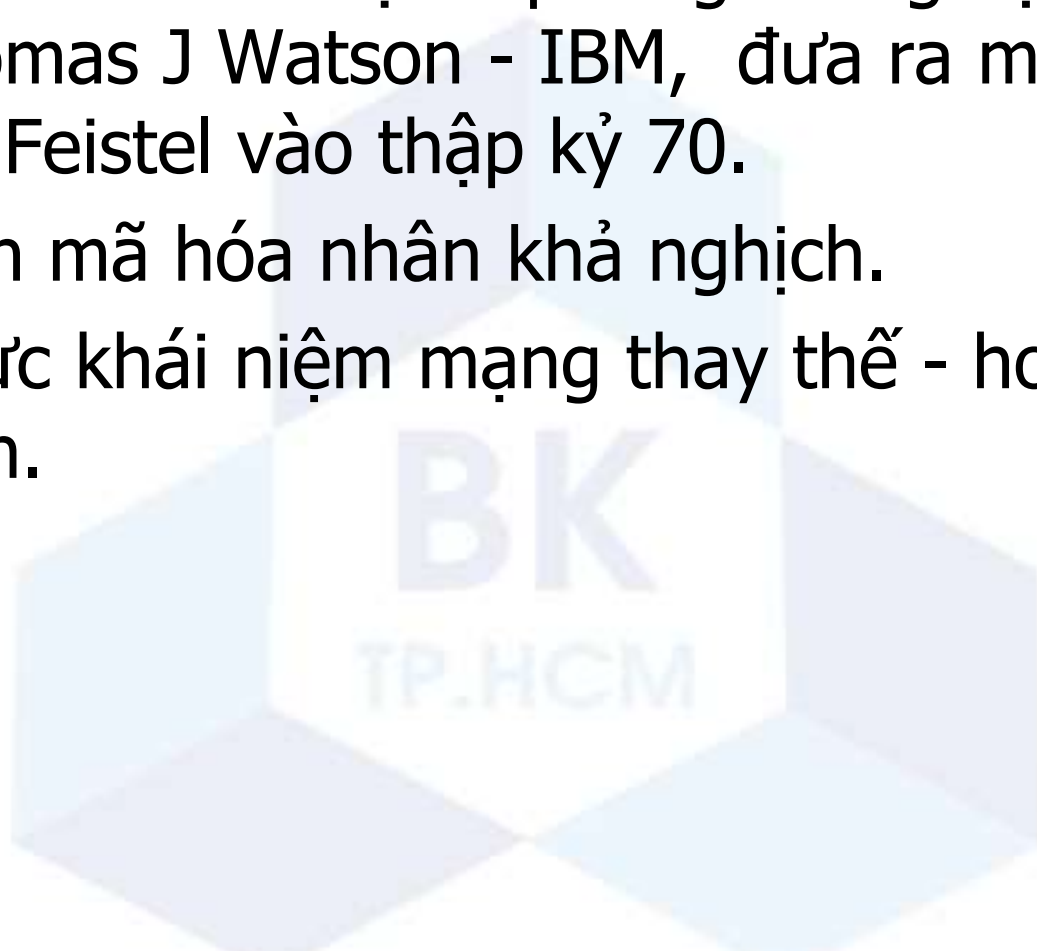 omas J Watson - IBM, đưa ra m
Feistel vào thập kỷ 70.
mã hóa nhân khả nghịch.
ực khái niệm mạng thay thế - ho
n.
BK
TP.HCM